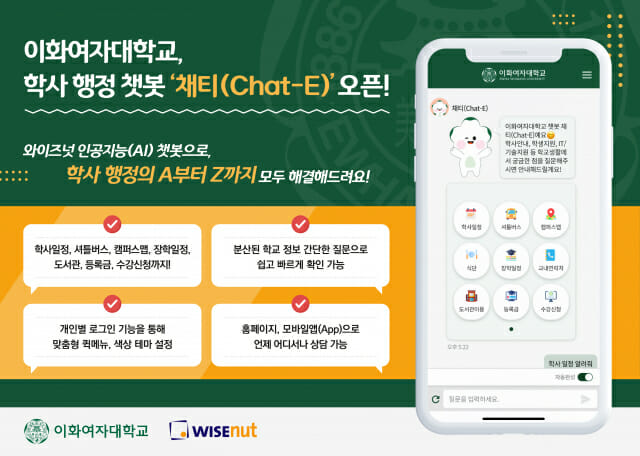 이화여자대학교,
학사 행정 챗봇 ‘채티(Chat-E)’ 오픈!
와이즈넛 인공지능(AI) 챗봇으로,
학사 행정의 A부터 Z까지 모두 해결해드려요!
학사일정, 셔틀버스, 캠퍼스맵, 장학일정,
도서관, 등록금, 수강신청까지!
분산된 학교 정보 간단한 질문으로
쉽고 빠르게 확인 가능
개인별 로그인 기능을 통해
맞춤형 퀵메뉴, 색상 테마 설정
홈페이지, 모바일앱(App)으로
언제 어디서나 상담 가능
이화여자대학교
WISEnut
이화여자대학교
채티(Chat-E)
이화여자대학교 챗봇 채
티(Chat-E)예요
학사안내, 학생지원, IT/
기술지원 등 학교생활에
서 궁금한 점을 질문해주
시면 안내해드릴게요!
학사일정
셔틀버스
캠퍼스맵
식단
장학일정
교내연락처
도서관이용
등록금
수강신청
오후 5:22
학사 일정 알려줘
자동완성
질문을 입력하세요.